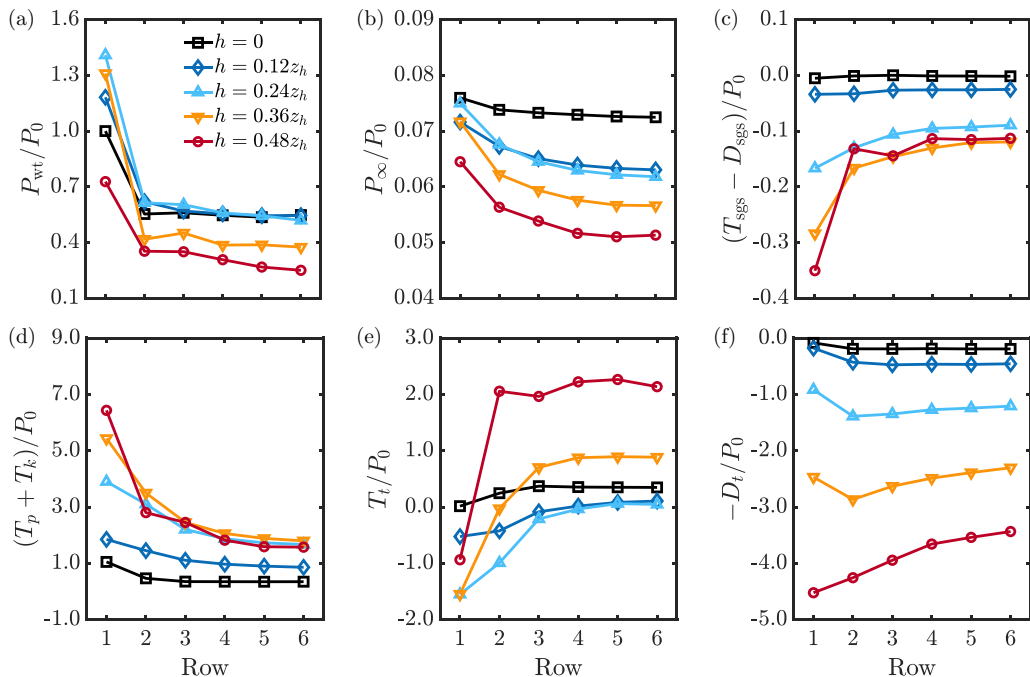 (a)
P_wt/P_0
1.6
1.3
1.0
0.7
0.4
0.1
h = 0
h = 0.12z_h
h = 0.24z_h
h = 0.36z_h
h = 0.48z_h
(b)
P_∞/P_0
0.09
0.08
0.07
0.06
0.05
0.04
(c)
(T_sgs − D_sgs)/P_0
0.1
0.0
-0.1
-0.2
-0.3
-0.4
(d)
(T_p + T_k)/P_0
9.0
7.0
5.0
3.0
1.0
-1.0
1 2 3 4 5 6
Row
(e)
T_t/P_0
3.0
2.0
1.0
0.0
-1.0
-2.0
1 2 3 4 5 6
Row
(f)
−D_t/P_0
0.0
-1.0
-2.0
-3.0
-4.0
-5.0
1 2 3 4 5 6
Row